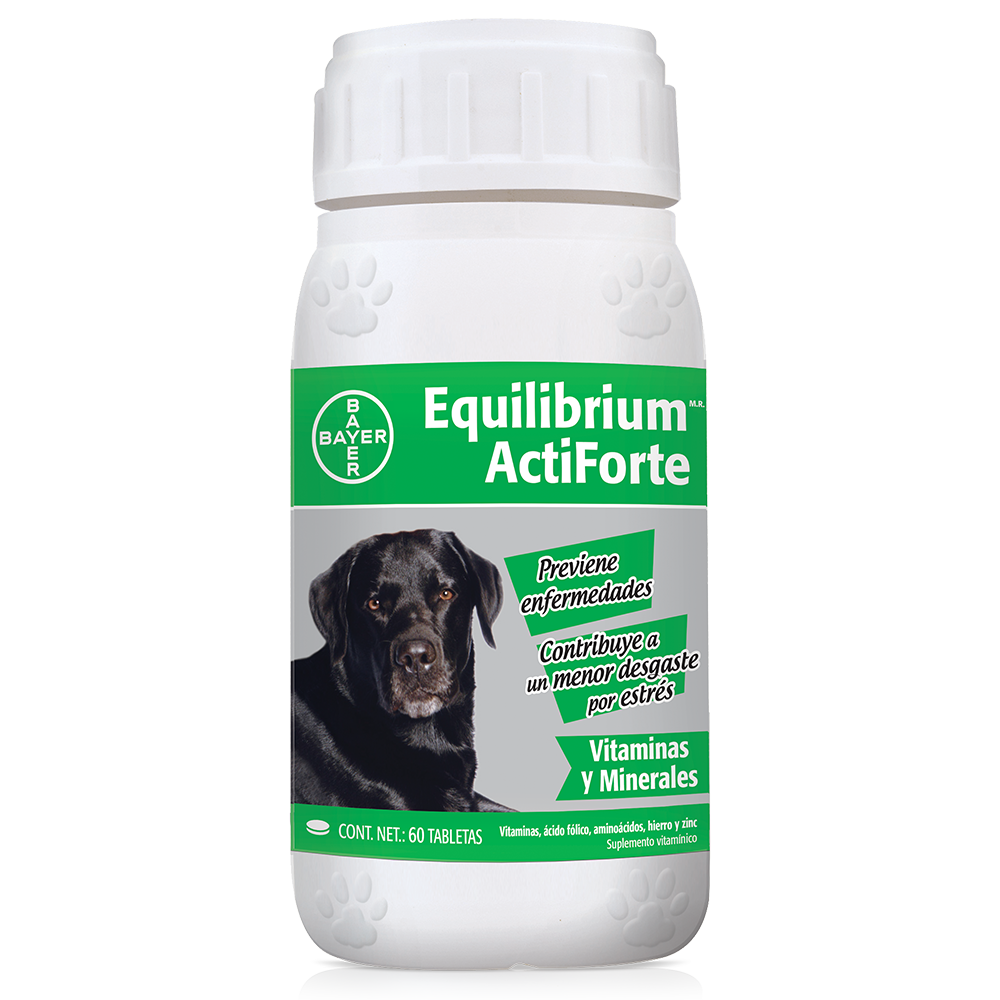 BAYER
BAYER
Equilibrium M.R.
ActiForte
Previene
enfermedades
Contribuye a
un menor desgaste
por estrés
Vitaminas
y Minerales
CONT. NET.: 60 TABLETAS
Vitaminas, ácido fólico, aminoácidos, hierro y zinc
Suplemento vitamínico